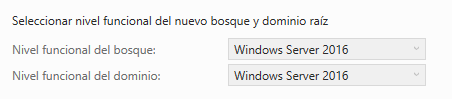 Seleccionar nivel funcional del nuevo bosque y dominio raíz
Nivel funcional del bosque: Windows Server 2016
Nivel funcional del dominio: Windows Server 2016